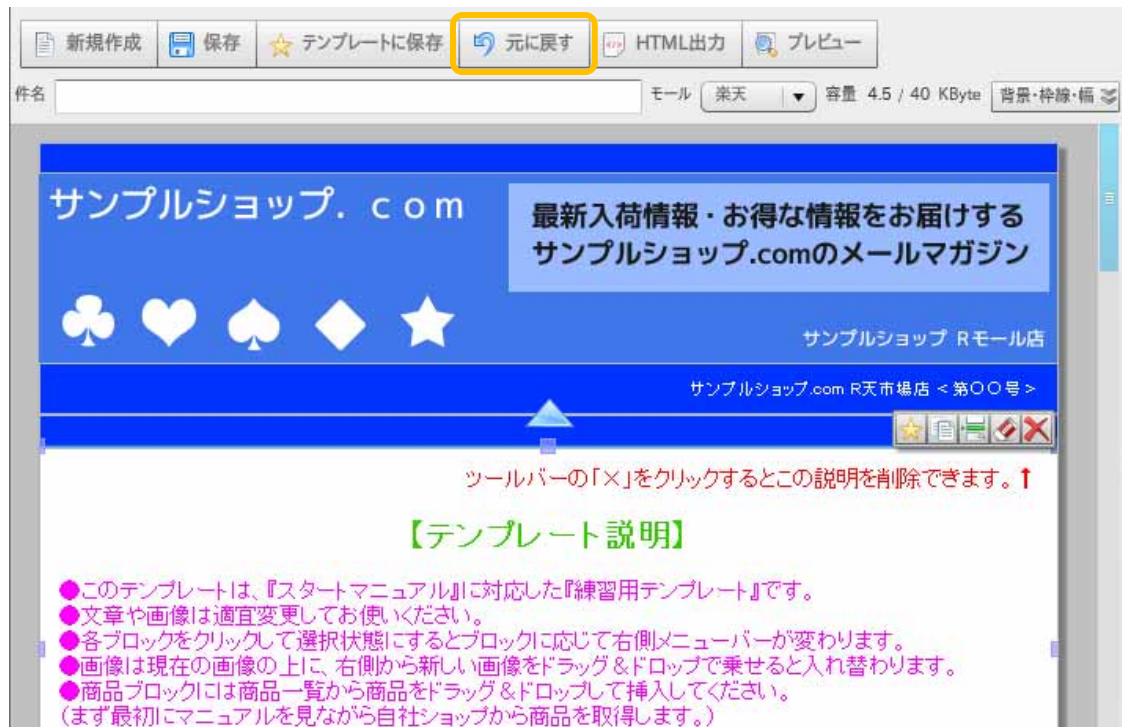 新規作成 保存 テンプレートに保存 元に戻す HTML出力 プレビュー
件名 モール 楽天 容量 4.5 / 40 KByte 背景・枠線・幅
サンプルショップ. com
最新入荷情報・お得な情報をお届けする
サンプルショップ.comのメールマガジン
サンプルショップ Rモール店
サンプルショップ.com R天市場店 < 第〇〇号 >
ツールバーの「×」をクリックするとこの説明を削除できます。↑
【テンプレート説明】
●このテンプレートは、『スタートマニュアル』に対応した『練習用テンプレート』です。
●文章や画像は適宜変更してお使いください。
●各ブロックをクリックして選択状態にするとブロックに応じて右側メニューバーが変わります。
●画像は現在の画像の上に、右側から新しい画像をドラッグ&ドロップで乗せると入れ替わります。
●商品ブロックには商品一覧から商品をドラッグ&ドロップして挿入してください。
(まず最初にマニュアルを見ながら自社ショップから商品を取得します。)